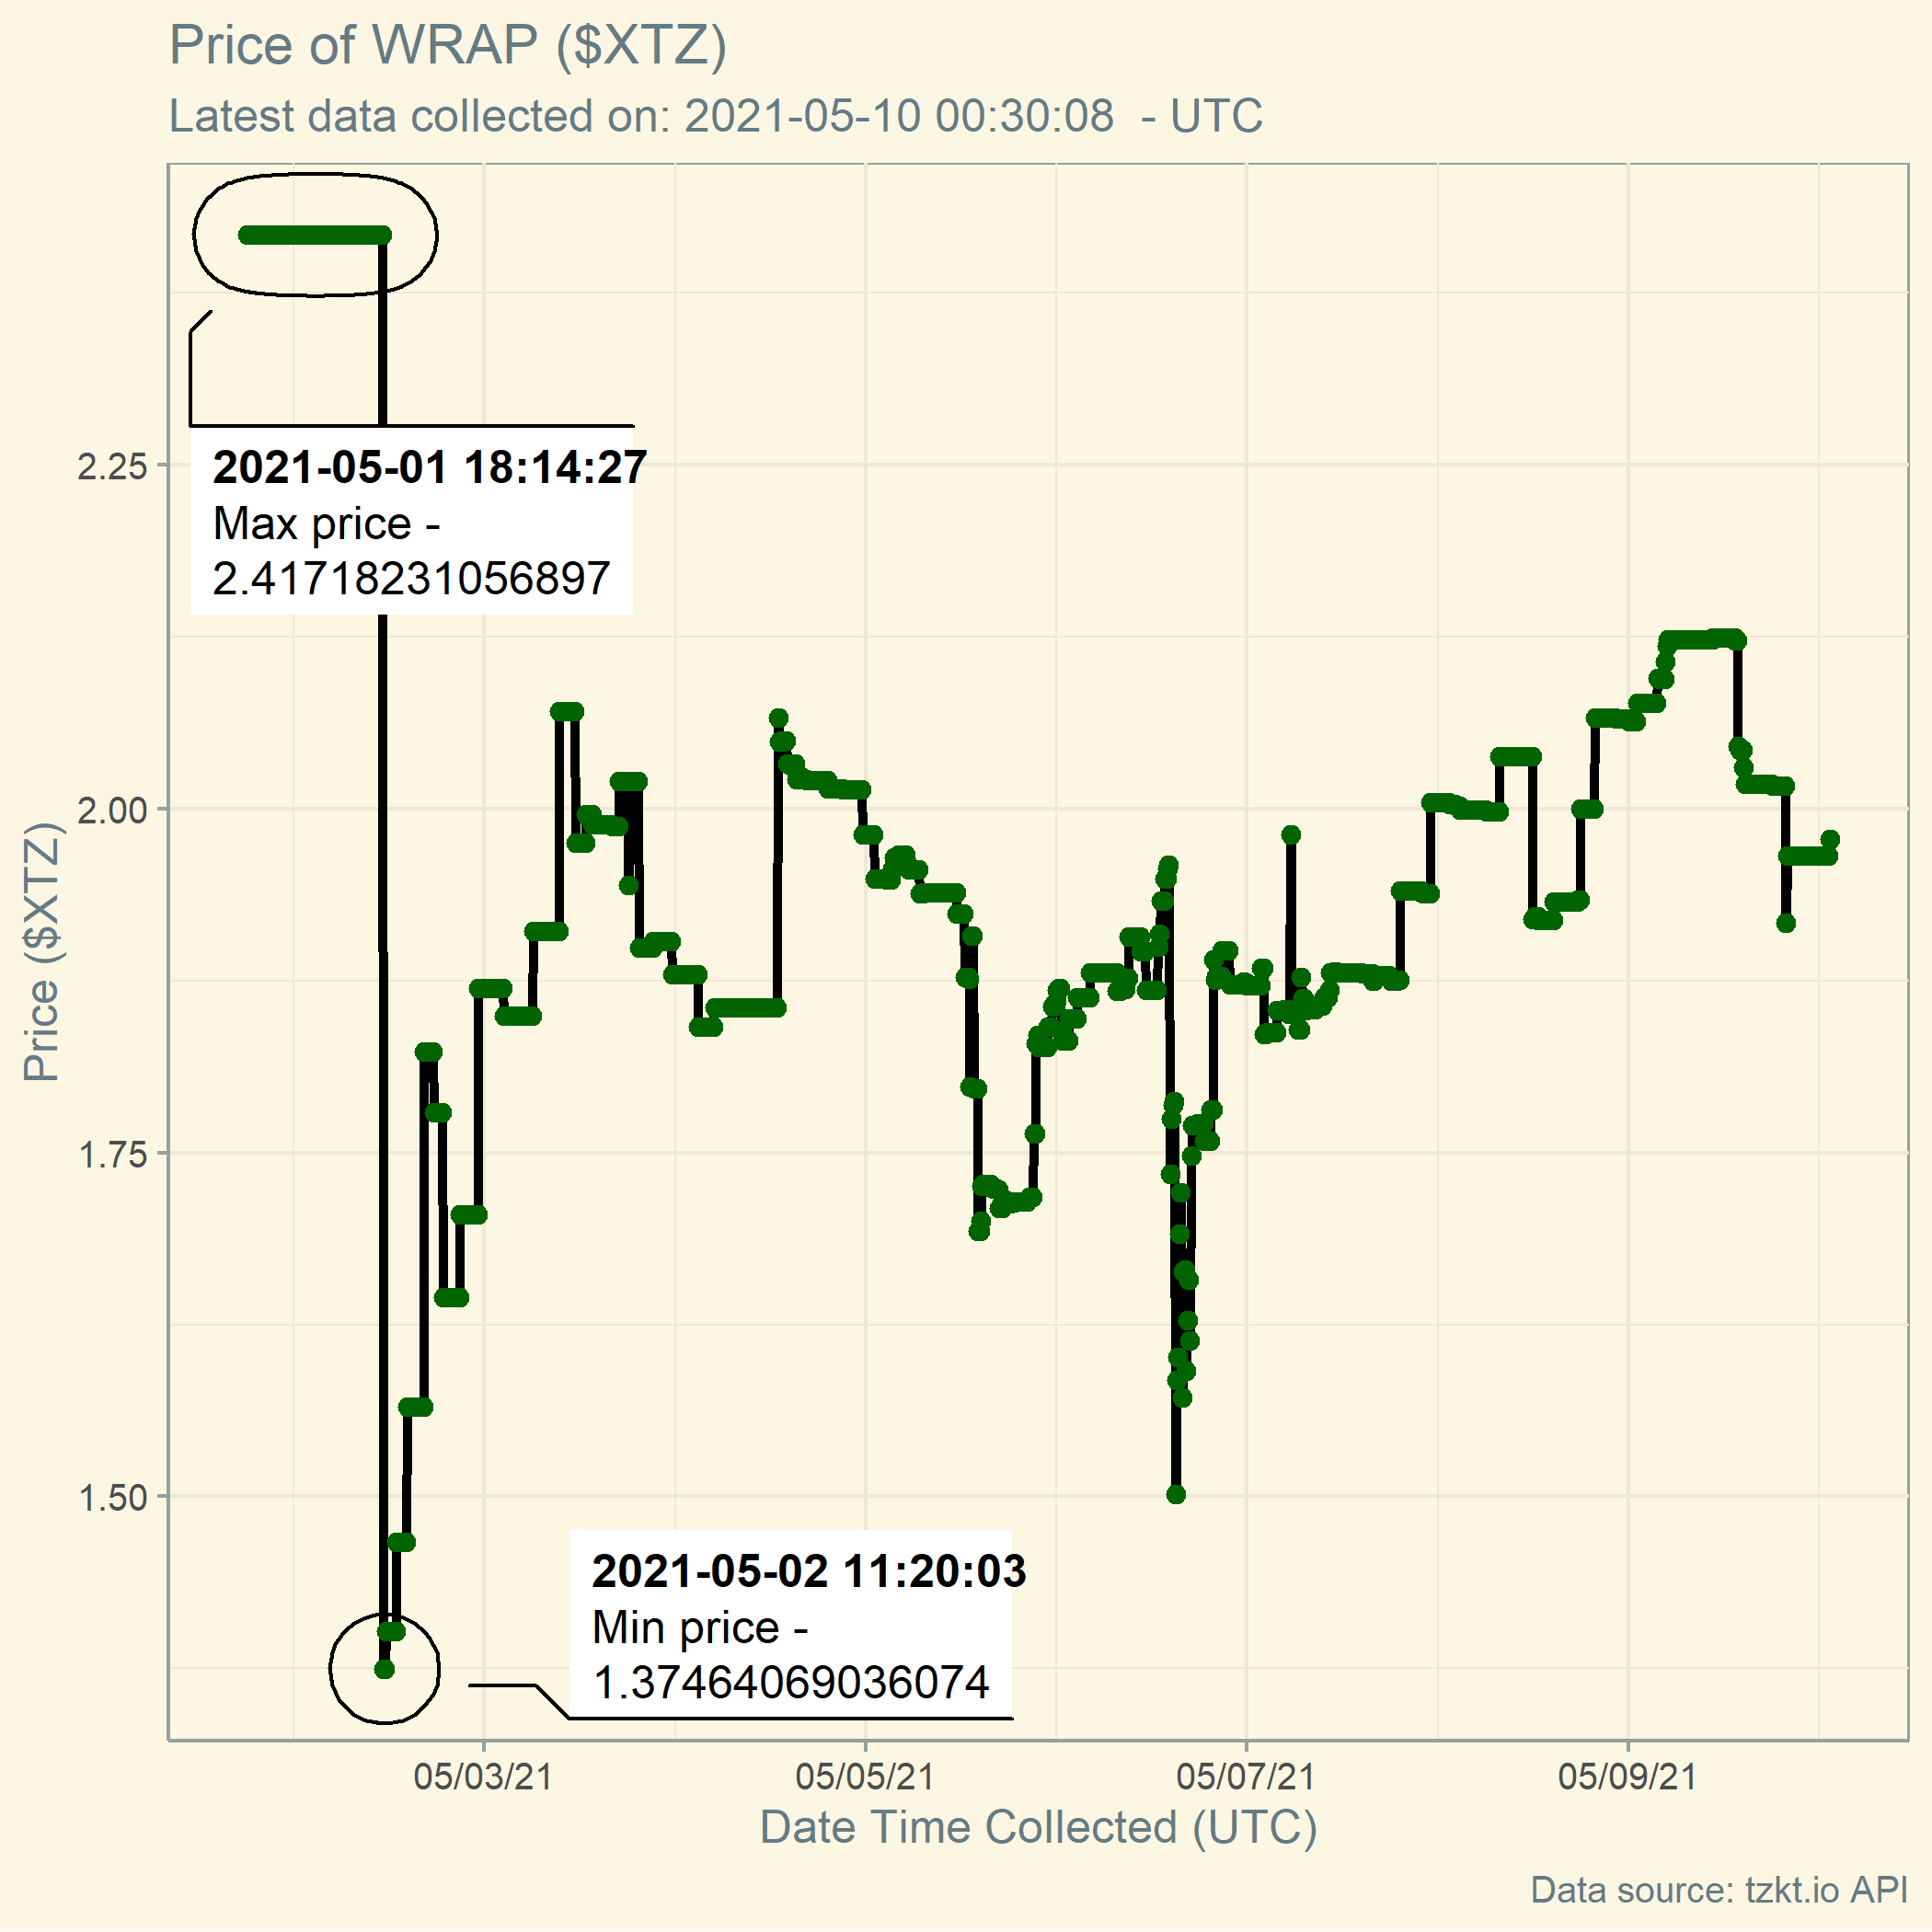 Price of WRAP ($XTZ)
Latest data collected on: 2021-05-10 00:30:08  - UTC
2021-05-01 18:14:27
Max price -
2.41718231056897
2.25
2.00
1.75
1.50
Price ($XTZ)
2021-05-02 11:20:03
Min price -
1.37464069036074
05/03/21
05/05/21
05/07/21
05/09/21
Date Time Collected (UTC)
Data source: tzkt.io API